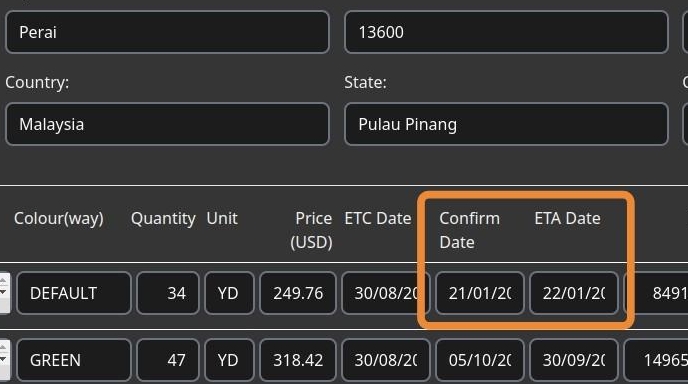 Perai 13600
Country: State:
Malaysia Pulau Pinang
Colour(way) Quantity Unit Price (USD) ETC Date Confirm Date ETA Date
DEFAULT 34 YD 249.76 30/08/20 21/01/20 22/01/20 8491
GREEN 47 YD 318.42 30/08/20 05/10/20 30/09/20 14965